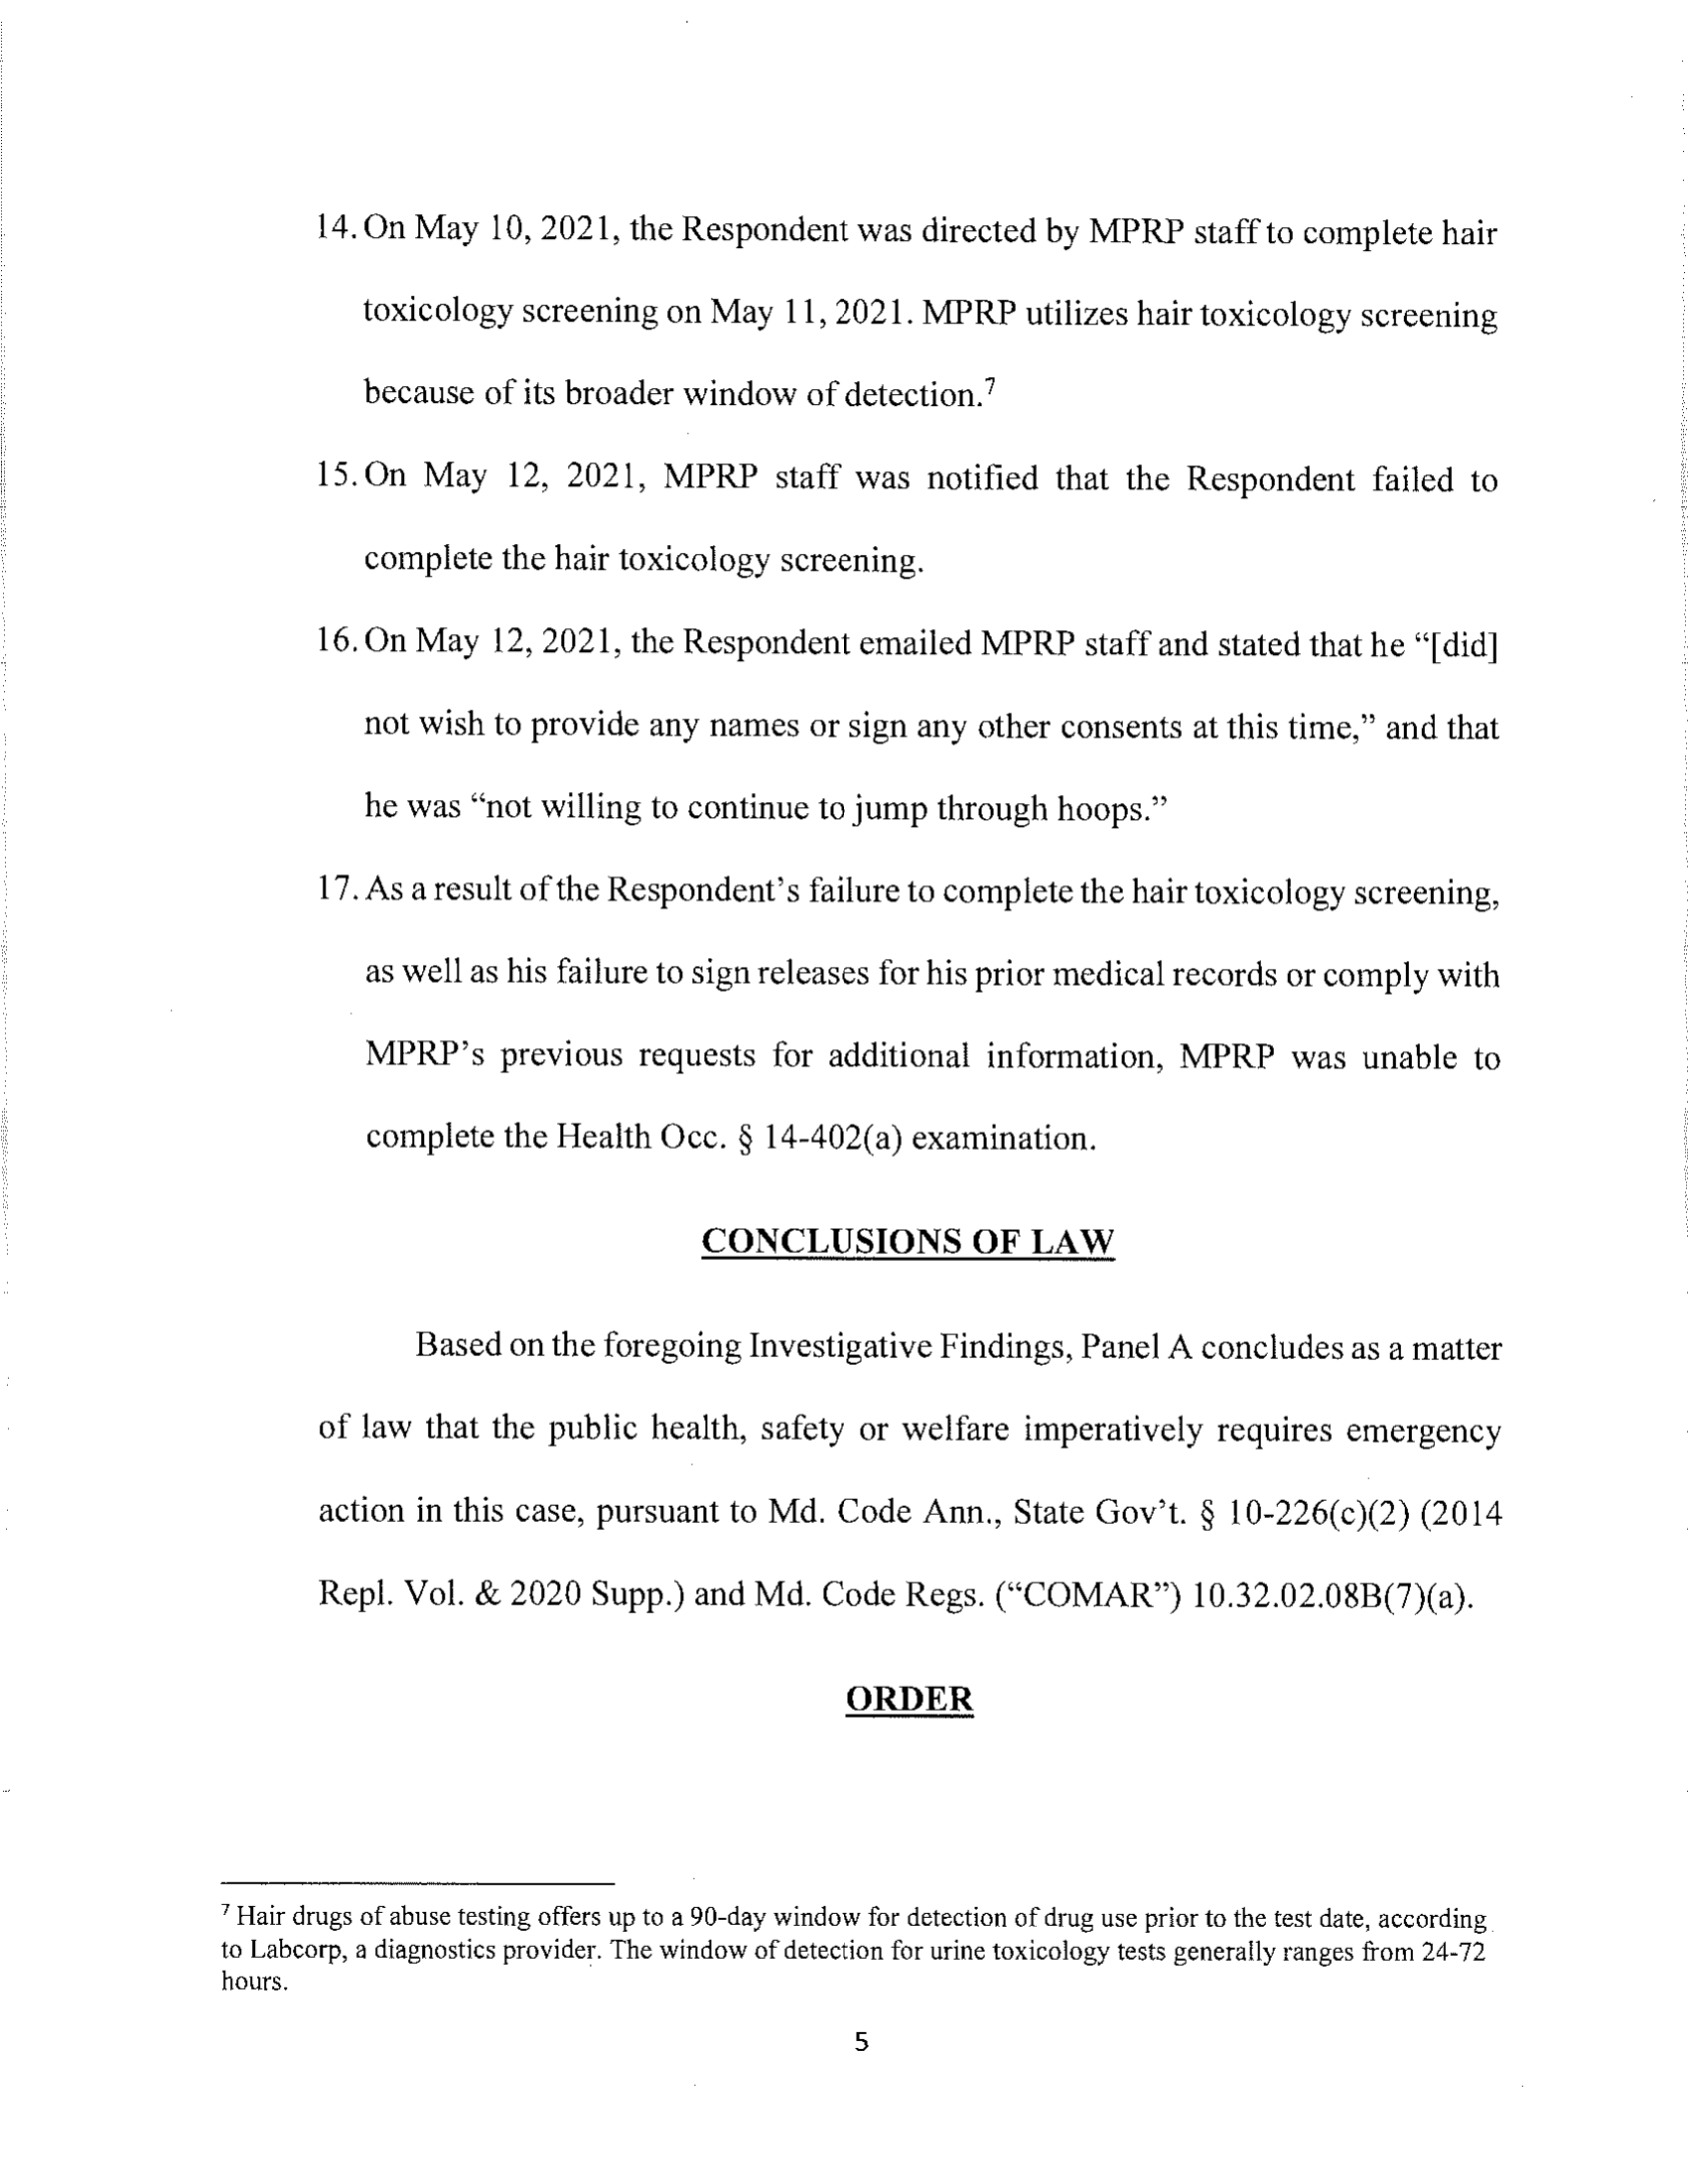 14. On May 10, 2021, the Respondent was directed by MPRP staff to complete hair
toxicology screening on May 11, 2021. MPRP utilizes hair toxicology screening
because of its broader window of detection.⁷
15. On May 12, 2021, MPRP staff was notified that the Respondent failed to
complete the hair toxicology screening.
16. On May 12, 2021, the Respondent emailed MPRP staff and stated that he “[did]
not wish to provide any names or sign any other consents at this time,” and that
he was “not willing to continue to jump through hoops.”
17. As a result of the Respondent’s failure to complete the hair toxicology screening,
as well as his failure to sign releases for his prior medical records or comply with
MPRP’s previous requests for additional information, MPRP was unable to
complete the Health Occ. § 14-402(a) examination.
CONCLUSIONS OF LAW
Based on the foregoing Investigative Findings, Panel A concludes as a matter
of law that the public health, safety or welfare imperatively requires emergency
action in this case, pursuant to Md. Code Ann., State Gov’t. § 10-226(c)(2) (2014
Repl. Vol. & 2020 Supp.) and Md. Code Regs. (“COMAR”) 10.32.02.08B(7)(a).
ORDER
⁷ Hair drugs of abuse testing offers up to a 90-day window for detection of drug use prior to the test date, according
to Labcorp, a diagnostics provider. The window of detection for urine toxicology tests generally ranges from 24-72
hours.
5